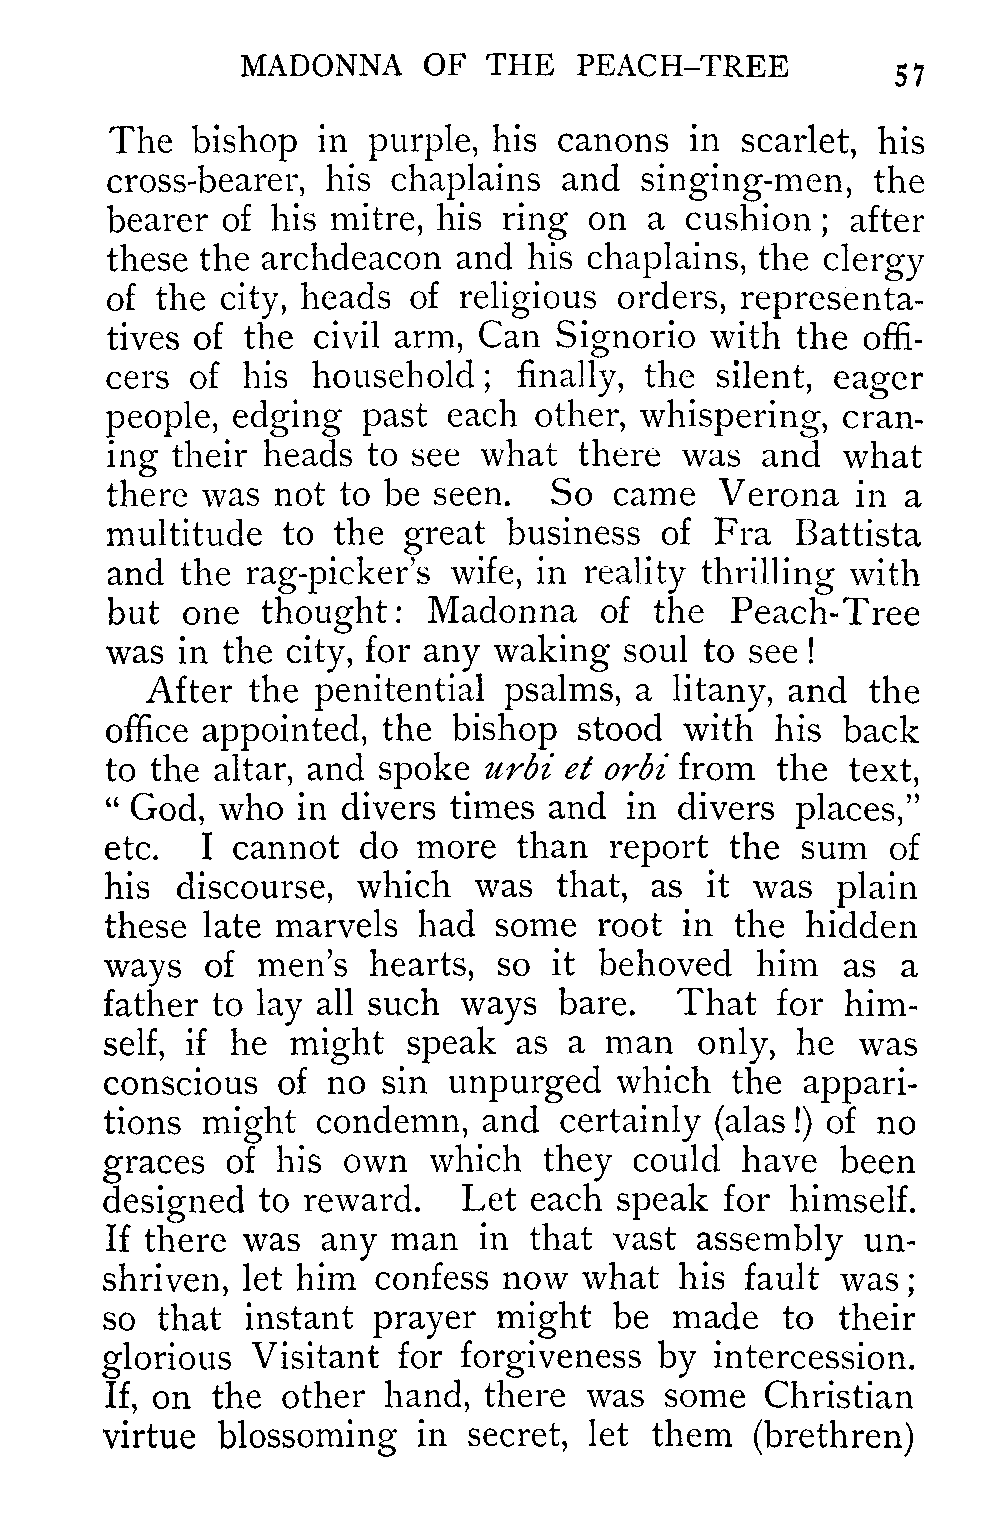 MADONNA OF THE PEACH-TREE 57
The bishop in purple, his canons in scarlet, his
cross-bearer, his chaplains and singing-men, the
bearer of his mitre, his ring on a cushion; after
these the archdeacon and his chaplains, the clergy
of the city, heads of religious orders, representa-
tives of the civil arm, Can Signorio with the offi-
cers of his household; finally, the silent, eager
people, edging past each other, whispering, cran-
ing their heads to see what there was and what
there was not to be seen. So came Verona in a
multitude to the great business of Fra Battista
and the rag-picker's wife, in reality thrilling with
but one thought: Madonna of the Peach-Tree
was in the city, for any waking soul to see!
After the penitential psalms, a litany, and the
office appointed, the bishop stood with his back
to the altar, and spoke urbi et orbi from the text,
“God, who in divers times and in divers places,”
etc. I cannot do more than report the sum of
his discourse, which was that, as it was plain
these late marvels had some root in the hidden
ways of men's hearts, so it behoved him as a
father to lay all such ways bare. That for him-
self, if he might speak as a man only, he was
conscious of no sin unpurged which the appari-
tions might condemn, and certainly (alas!) of no
graces of his own which they could have been
designed to reward. Let each speak for himself.
If there was any man in that vast assembly un-
shriven, let him confess now what his fault was;
so that instant prayer might be made to their
glorious Visitant for forgiveness by intercession.
If, on the other hand, there was some Christian
virtue blossoming in secret, let them (brethren)